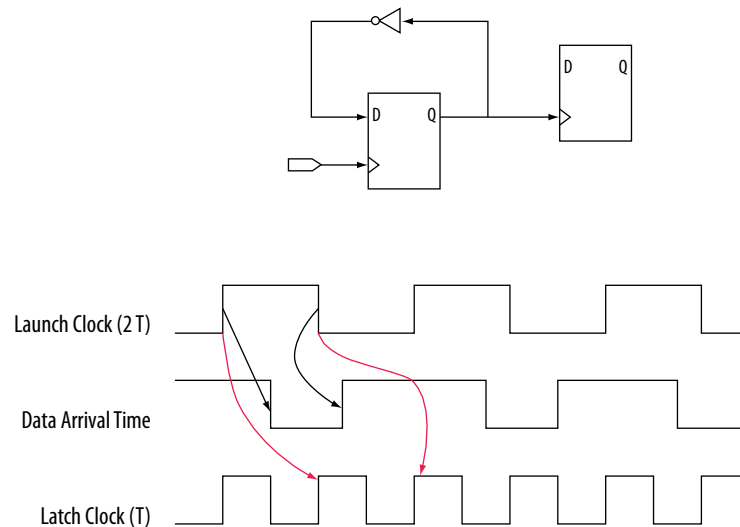 D Q
D Q
Launch Clock (2 T)
Data Arrival Time
Latch Clock (T)